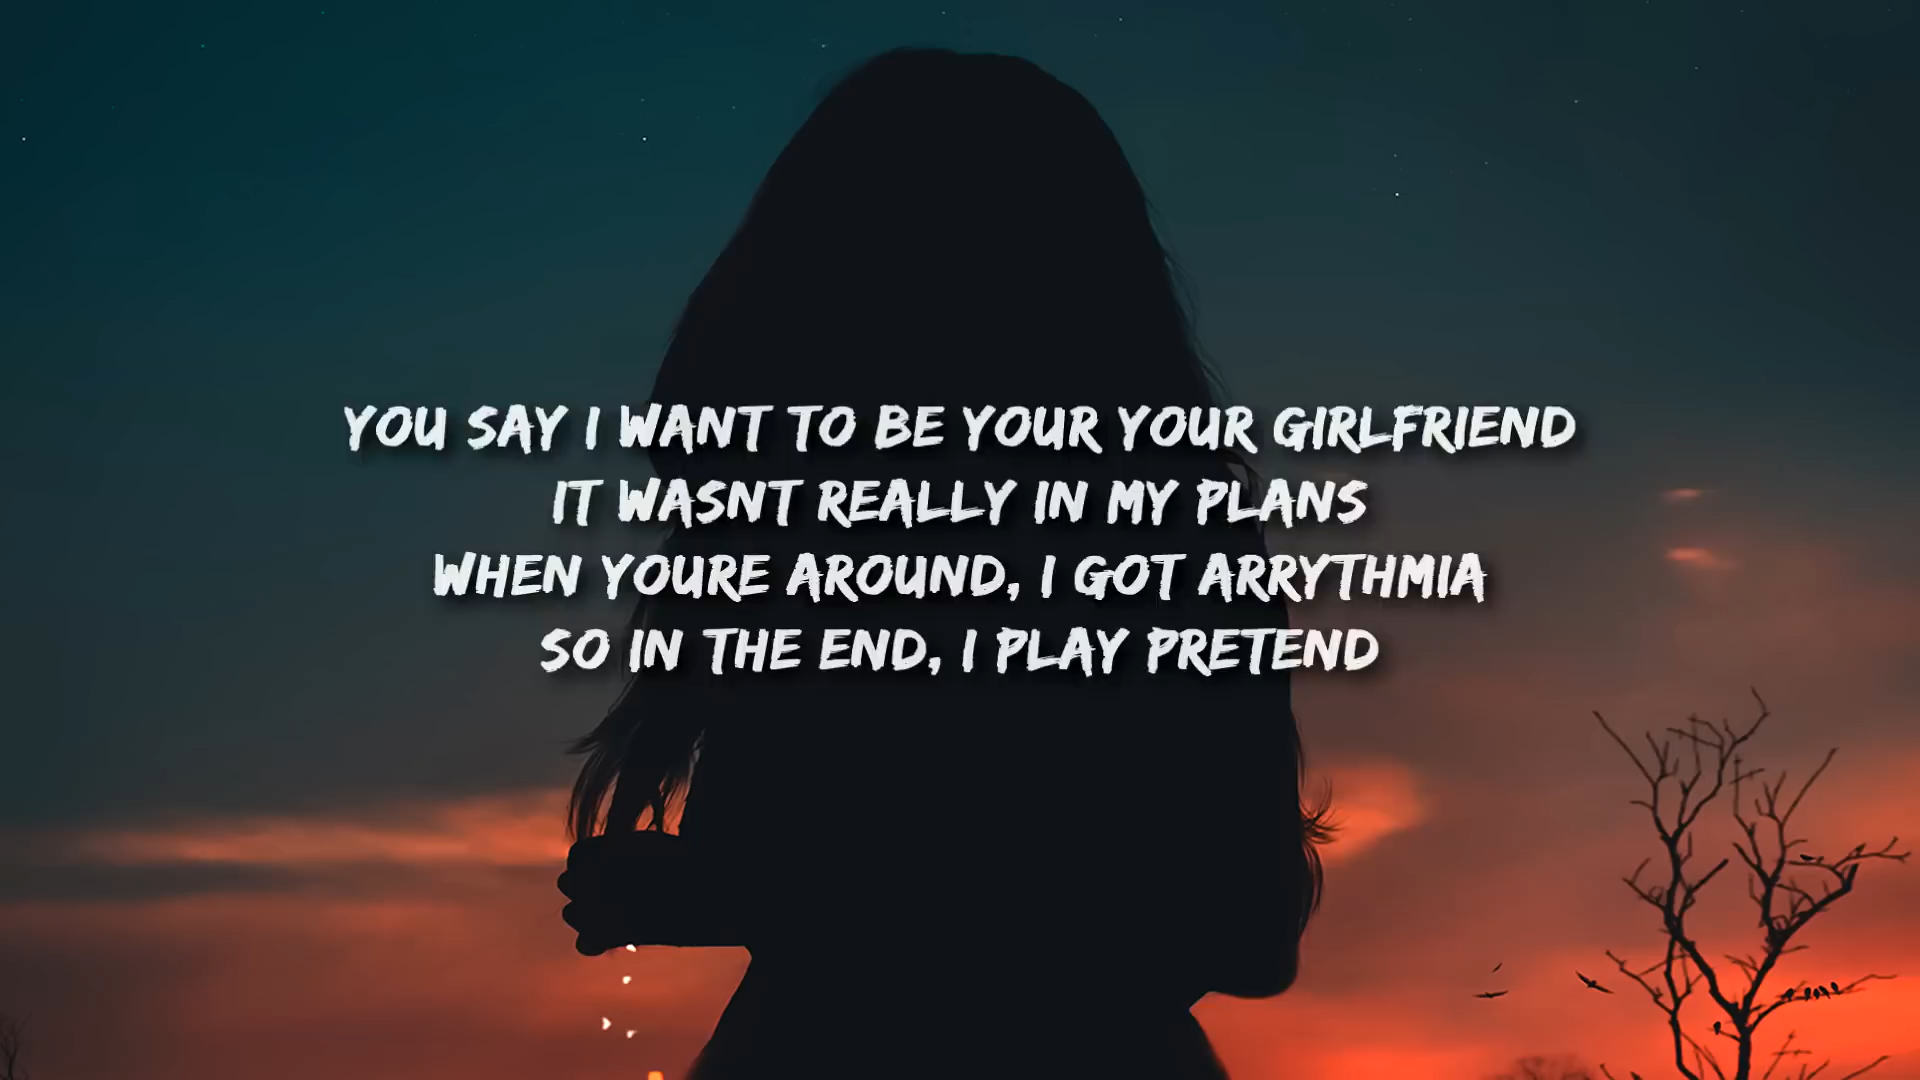 YOU SAY I WANT TO BE YOUR YOUR GIRLFRIEND
IT WASNT REALLY IN MY PLANS
WHEN YOURE AROUND, I GOT ARRYTHMIA
SO IN THE END, I PLAY PRETEND